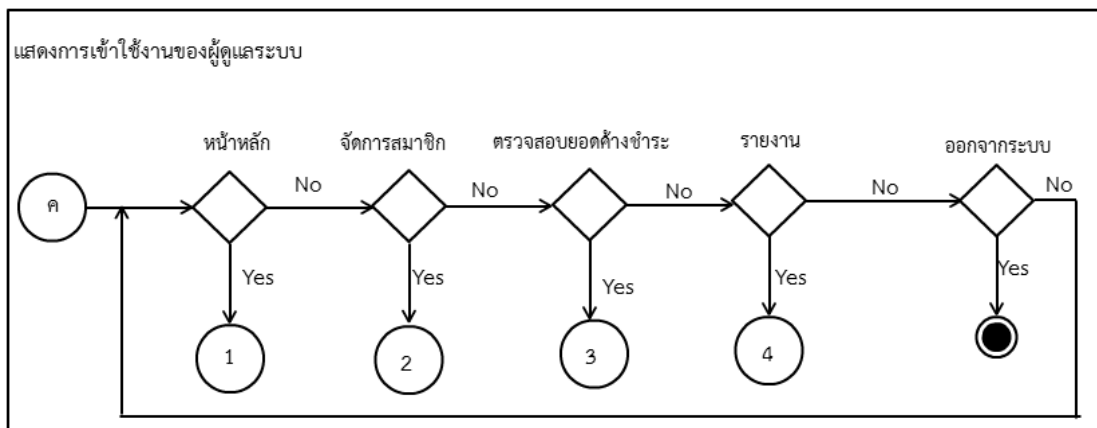 แสดงการเข้าใช้งานของผู้ดูแลระบบ
หน้าหลัก จัดการสมาชิก ตรวจสอบยอดค้างชำระ รายงาน ออกจากระบบ
ค No No No No No
Yes Yes Yes Yes Yes
1 2 3 4